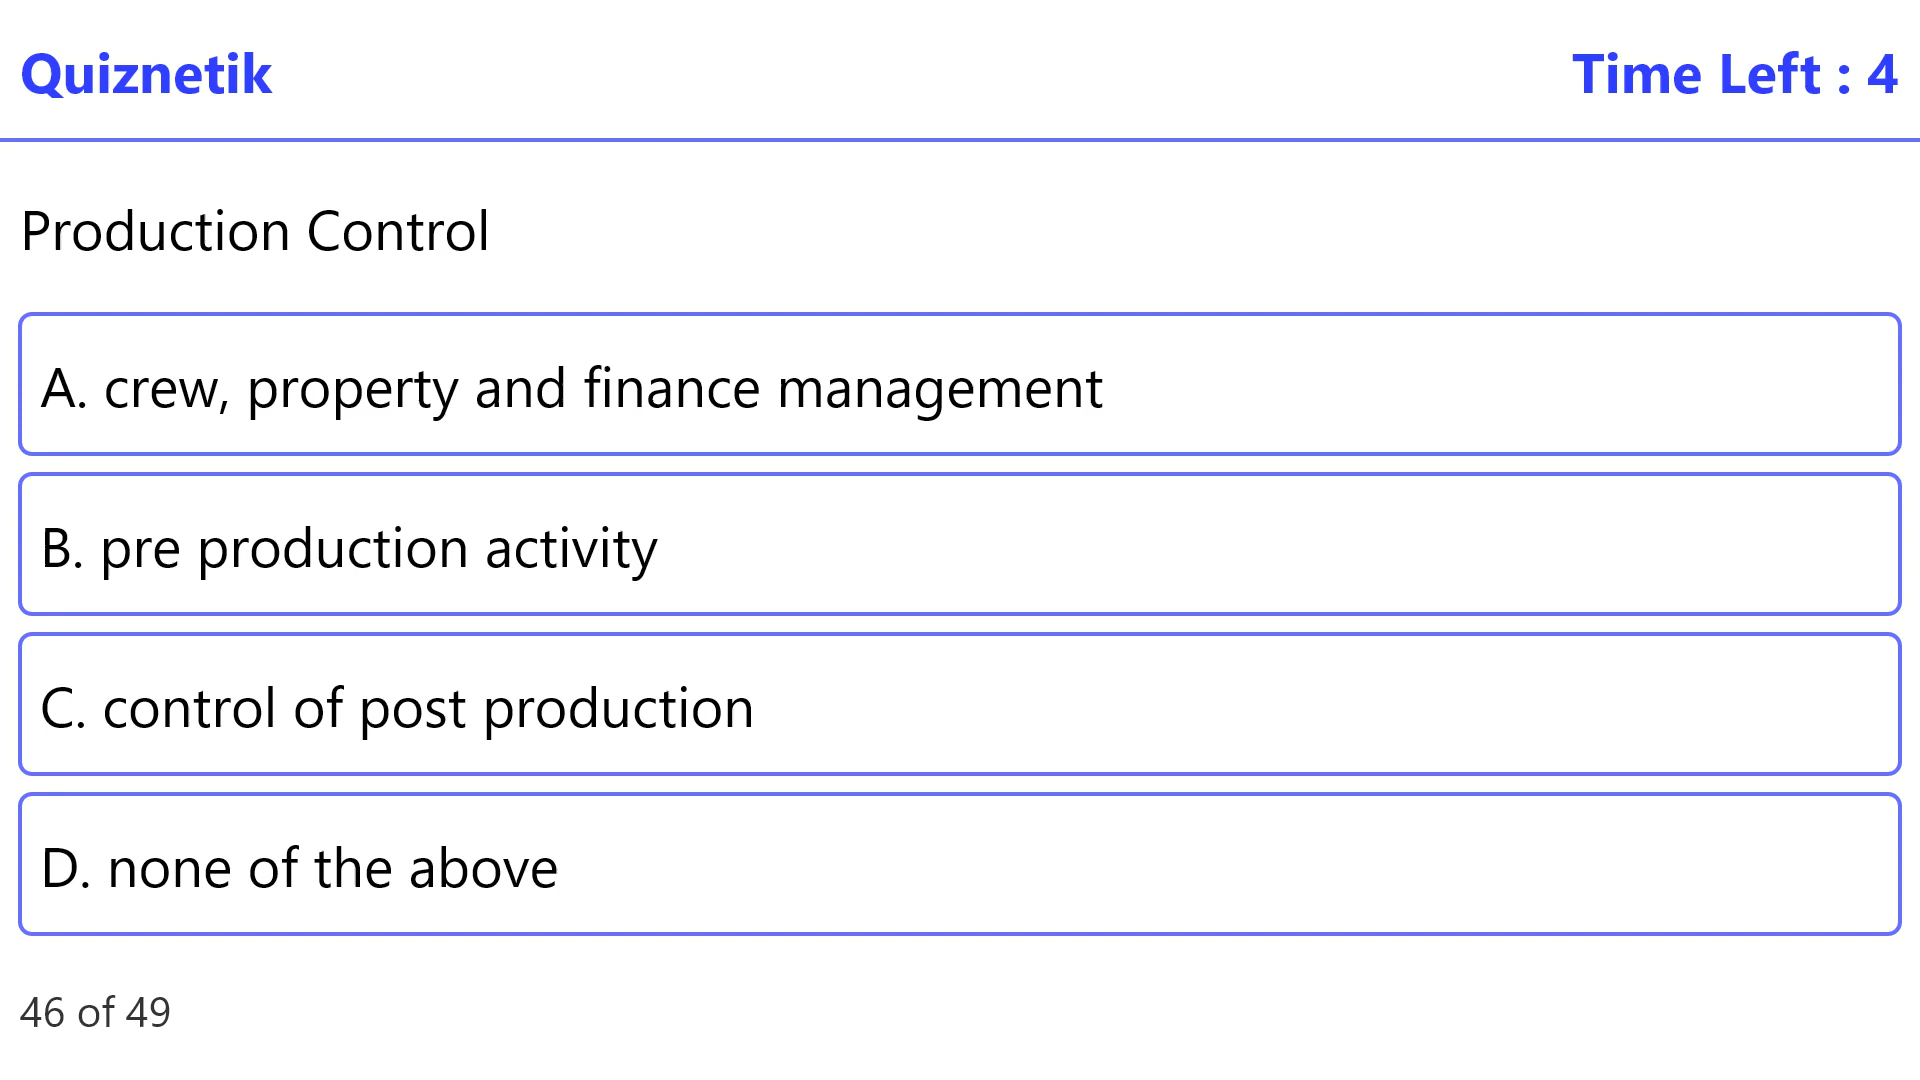 Quiznetik
Time Left : 4
Production Control
A. crew, property and finance management
B. pre production activity
C. control of post production
D. none of the above
46 of 49